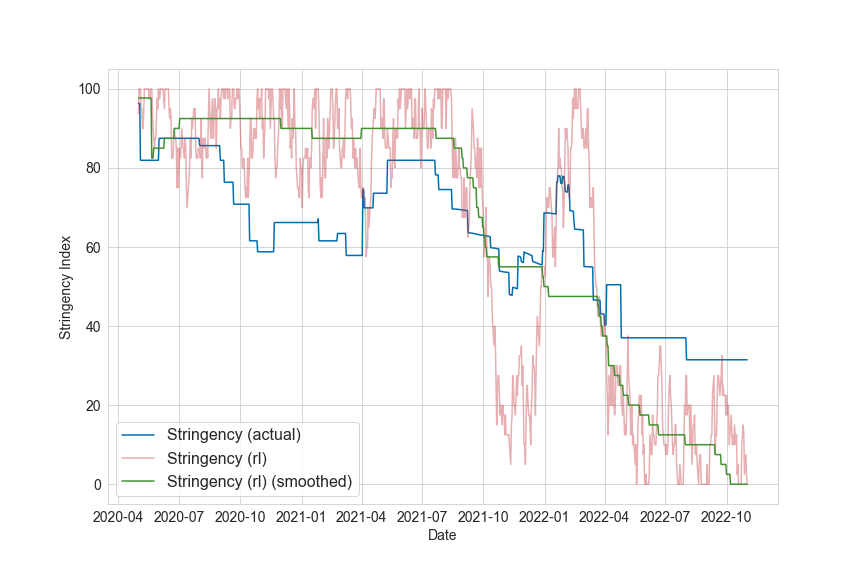 100
80
60
40
20
0
Stringency Index
Stringency (actual)
Stringency (rl)
Stringency (rl) (smoothed)
2020-04 2020-07 2020-10 2021-01 2021-04 2021-07 2021-10 2022-01 2022-04 2022-07 2022-10
Date